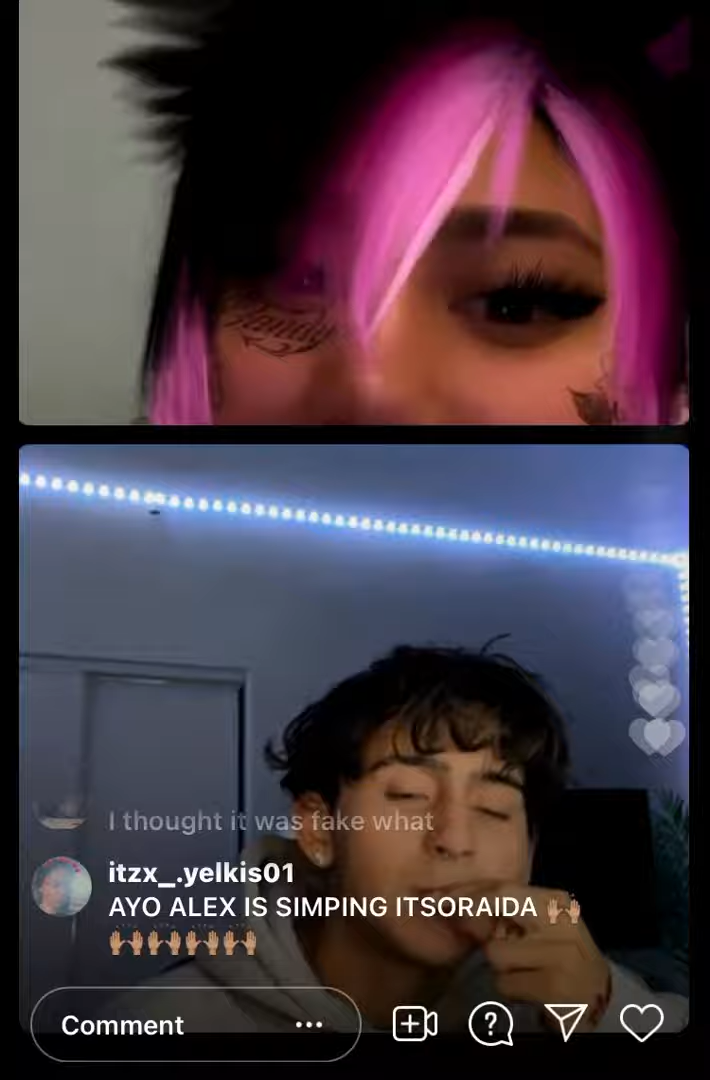 I thought it was fake what
itzx_.yelkis01
AYO ALEX IS SIMPING ITSORAIDA 🙌🏽
🙌🏽🙌🏽🙌🏽🙌🏽
Comment